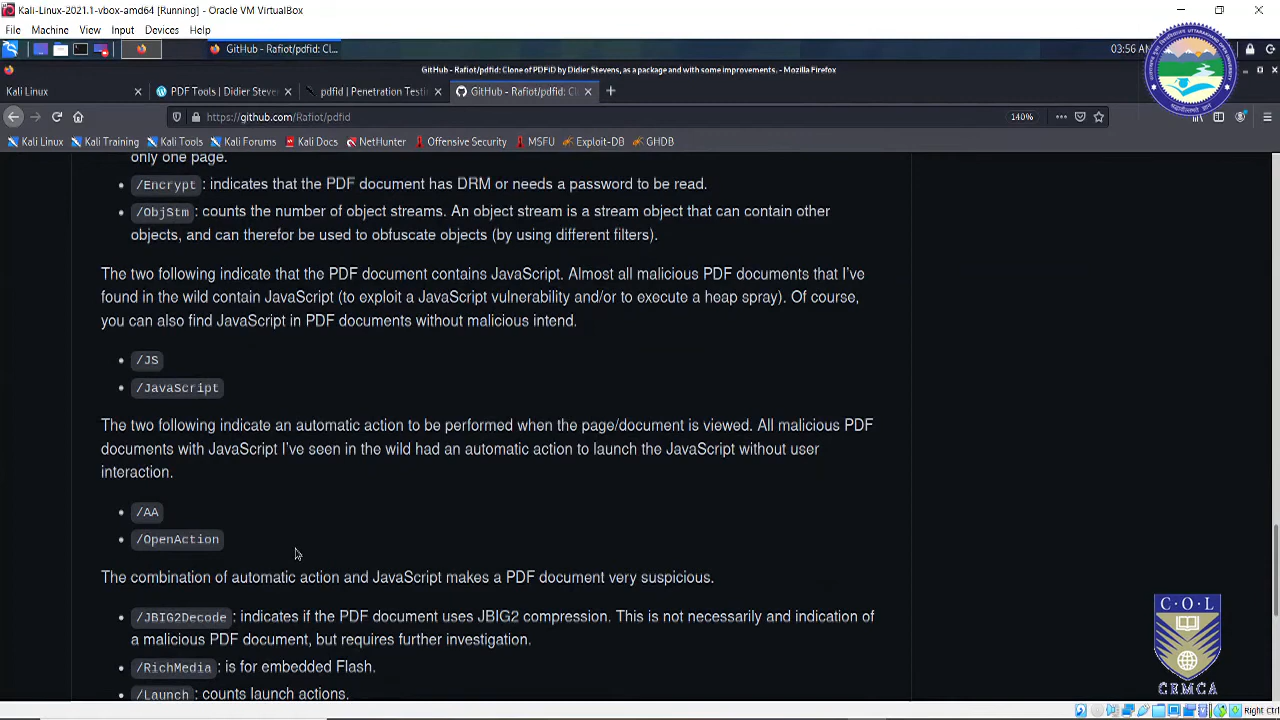 Kali-Linux-2021.1-vbox-amd64 [Running] - Oracle VM VirtualBox
File Machine View Input Devices Help
GitHub - Rafiot/pdfid: Cl... 03:56 AM
GitHub - Rafiot/pdfid: Clone of PDFiD by Didier Stevens, as a package and with some improvements. - Mozilla Firefox
Kali Linux PDF Tools | Didier Steve pdfid | Penetration Testi GitHub - Rafiot/pdfid: Cl
https://github.com/Rafiot/pdfid 140%
Kali Linux Kali Training Kali Tools Kali Forums Kali Docs NetHunter Offensive Security MSFU Exploit-DB GHDB
only one page.
/Encrypt: indicates that the PDF document has DRM or needs a password to be read.
/ObjStm: counts the number of object streams. An object stream is a stream object that can contain other
objects, and can therefor be used to obfuscate objects (by using different filters).
The two following indicate that the PDF document contains JavaScript. Almost all malicious PDF documents that I've
found in the wild contain JavaScript (to exploit a JavaScript vulnerability and/or to execute a heap spray). Of course,
you can also find JavaScript in PDF documents without malicious intend.
/JS
/JavaScript
The two following indicate an automatic action to be performed when the page/document is viewed. All malicious PDF
documents with JavaScript I've seen in the wild had an automatic action to launch the JavaScript without user
interaction.
/AA
/OpenAction
The combination of automatic action and JavaScript makes a PDF document very suspicious.
/JBIG2Decode: indicates if the PDF document uses JBIG2 compression. This is not necessarily and indication of
a malicious PDF document, but requires further investigation.
/RichMedia: is for embedded Flash.
/Launch: counts launch actions.
C·O·L
CEMCA
Right Ctrl